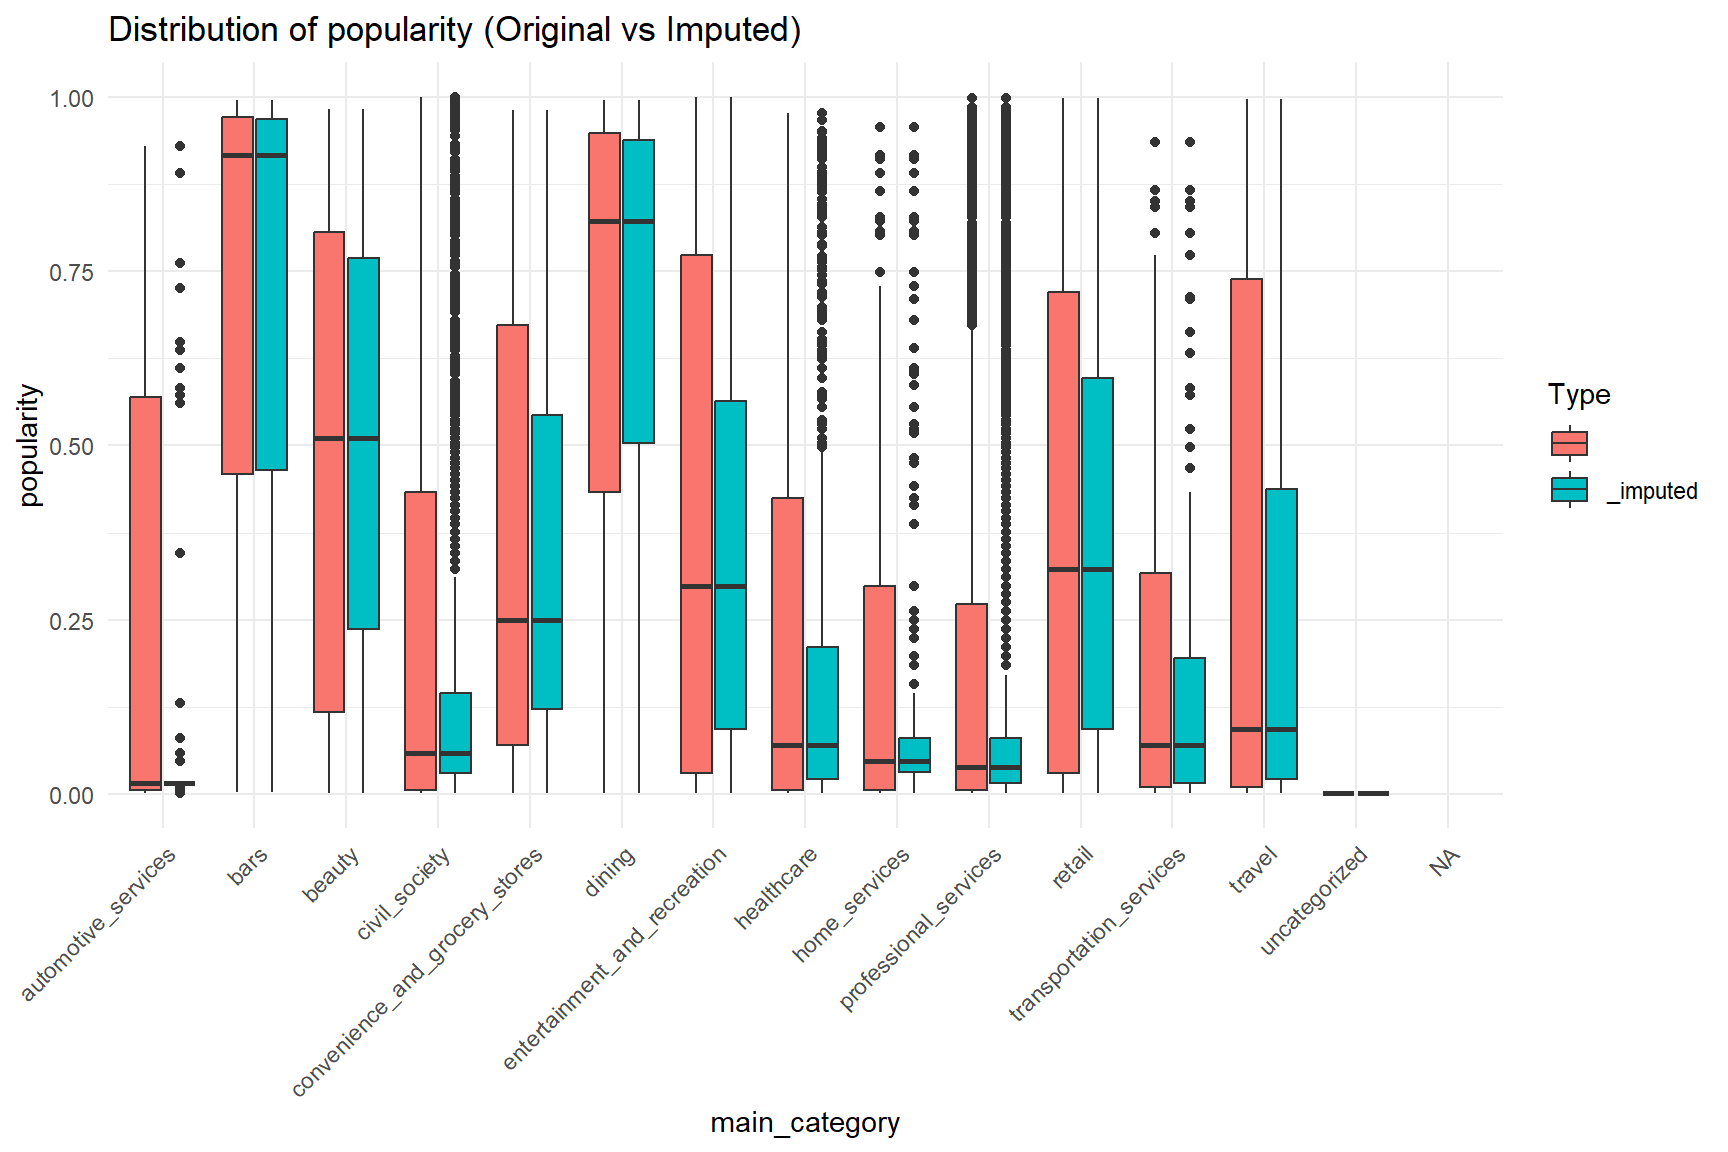 Distribution of popularity (Original vs Imputed)
popularity
1.00
0.75
0.50
0.25
0.00
automotive_services
bars
beauty
civil_society
convenience_and_grocery_stores
dining
entertainment_and_recreation
healthcare
home_services
professional_services
retail
transportation_services
travel
uncategorized
NA
main_category
Type
_imputed